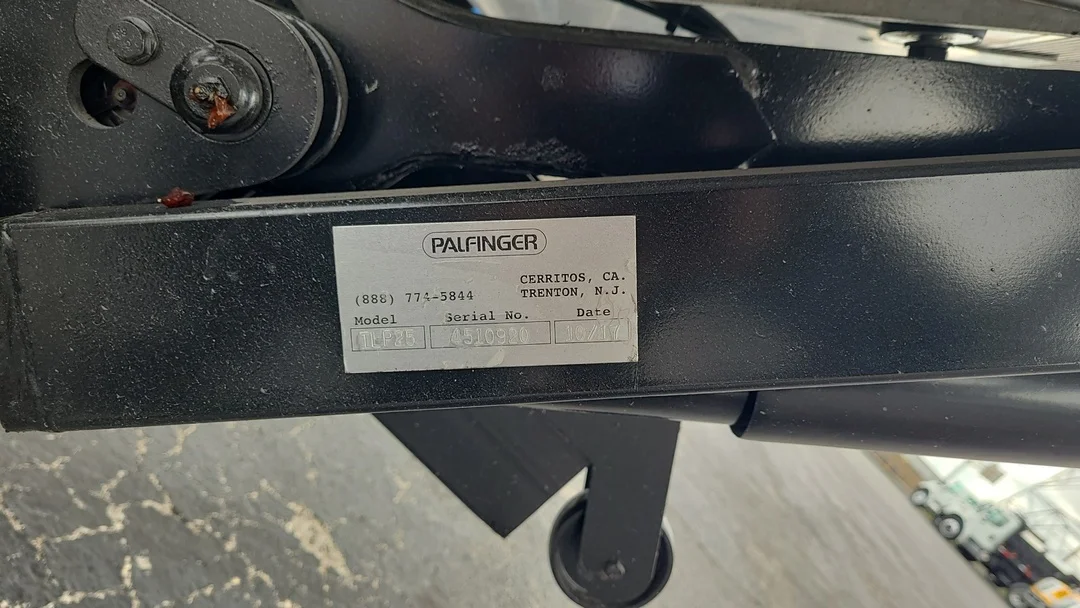 PALFINGER
CERRITOS, CA.
(888) 774-5844 TRENTON, N.J.
Model Serial No. Date